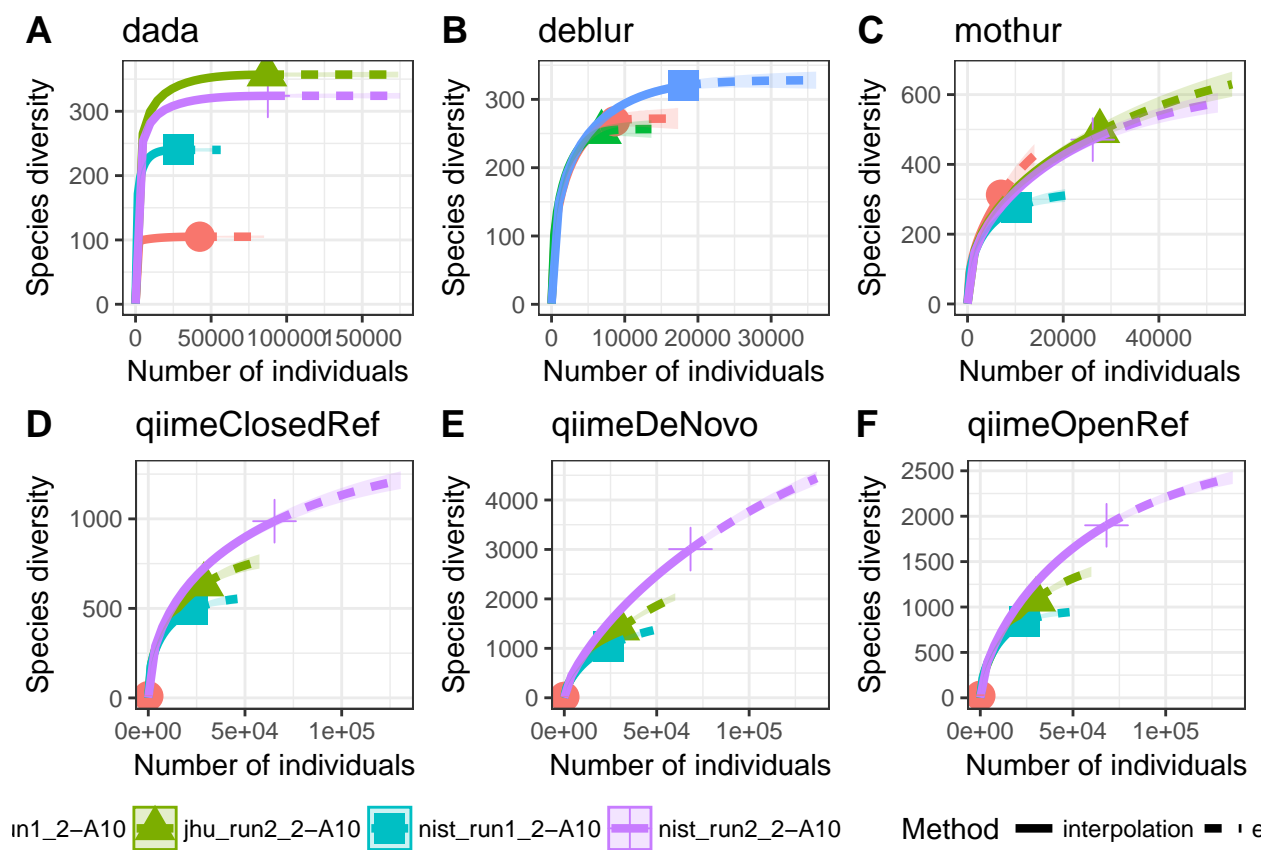 A dada B deblur C mothur
Species diversity Species diversity Species diversity
300 300 600
200 200 400
100 100 200
0 0 0
0 50000 100000 150000 0 10000 20000 30000 0 20000 40000
Number of individuals Number of individuals Number of individuals
D qiimeClosedRef E qiimeDeNovo F qiimeOpenRef
Species diversity Species diversity Species diversity
1000 4000 2500
500 3000 2000
0 2000 1500
1000 1000
0 500
0
0e+00 5e+04 1e+05 0e+00 5e+04 1e+05 0e+00 5e+04 1e+05
Number of individuals Number of individuals Number of individuals
n1_2−A10 jhu_run2_2−A10 nist_run1_2−A10 nist_run2_2−A10 Method interpolation